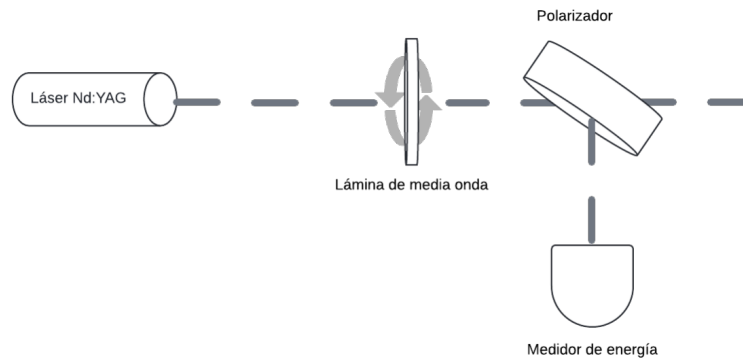 Polarizador
Láser Nd:YAG
Lámina de media onda
Medidor de energía